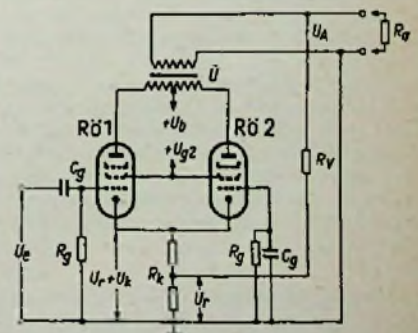 U_A
R_a
Ü
+U_b
Rö1
Rö2
+U_g2
R_V
C_g
U_e
R_g
U_r+U_k
R_k
R_g
C_g
U_r